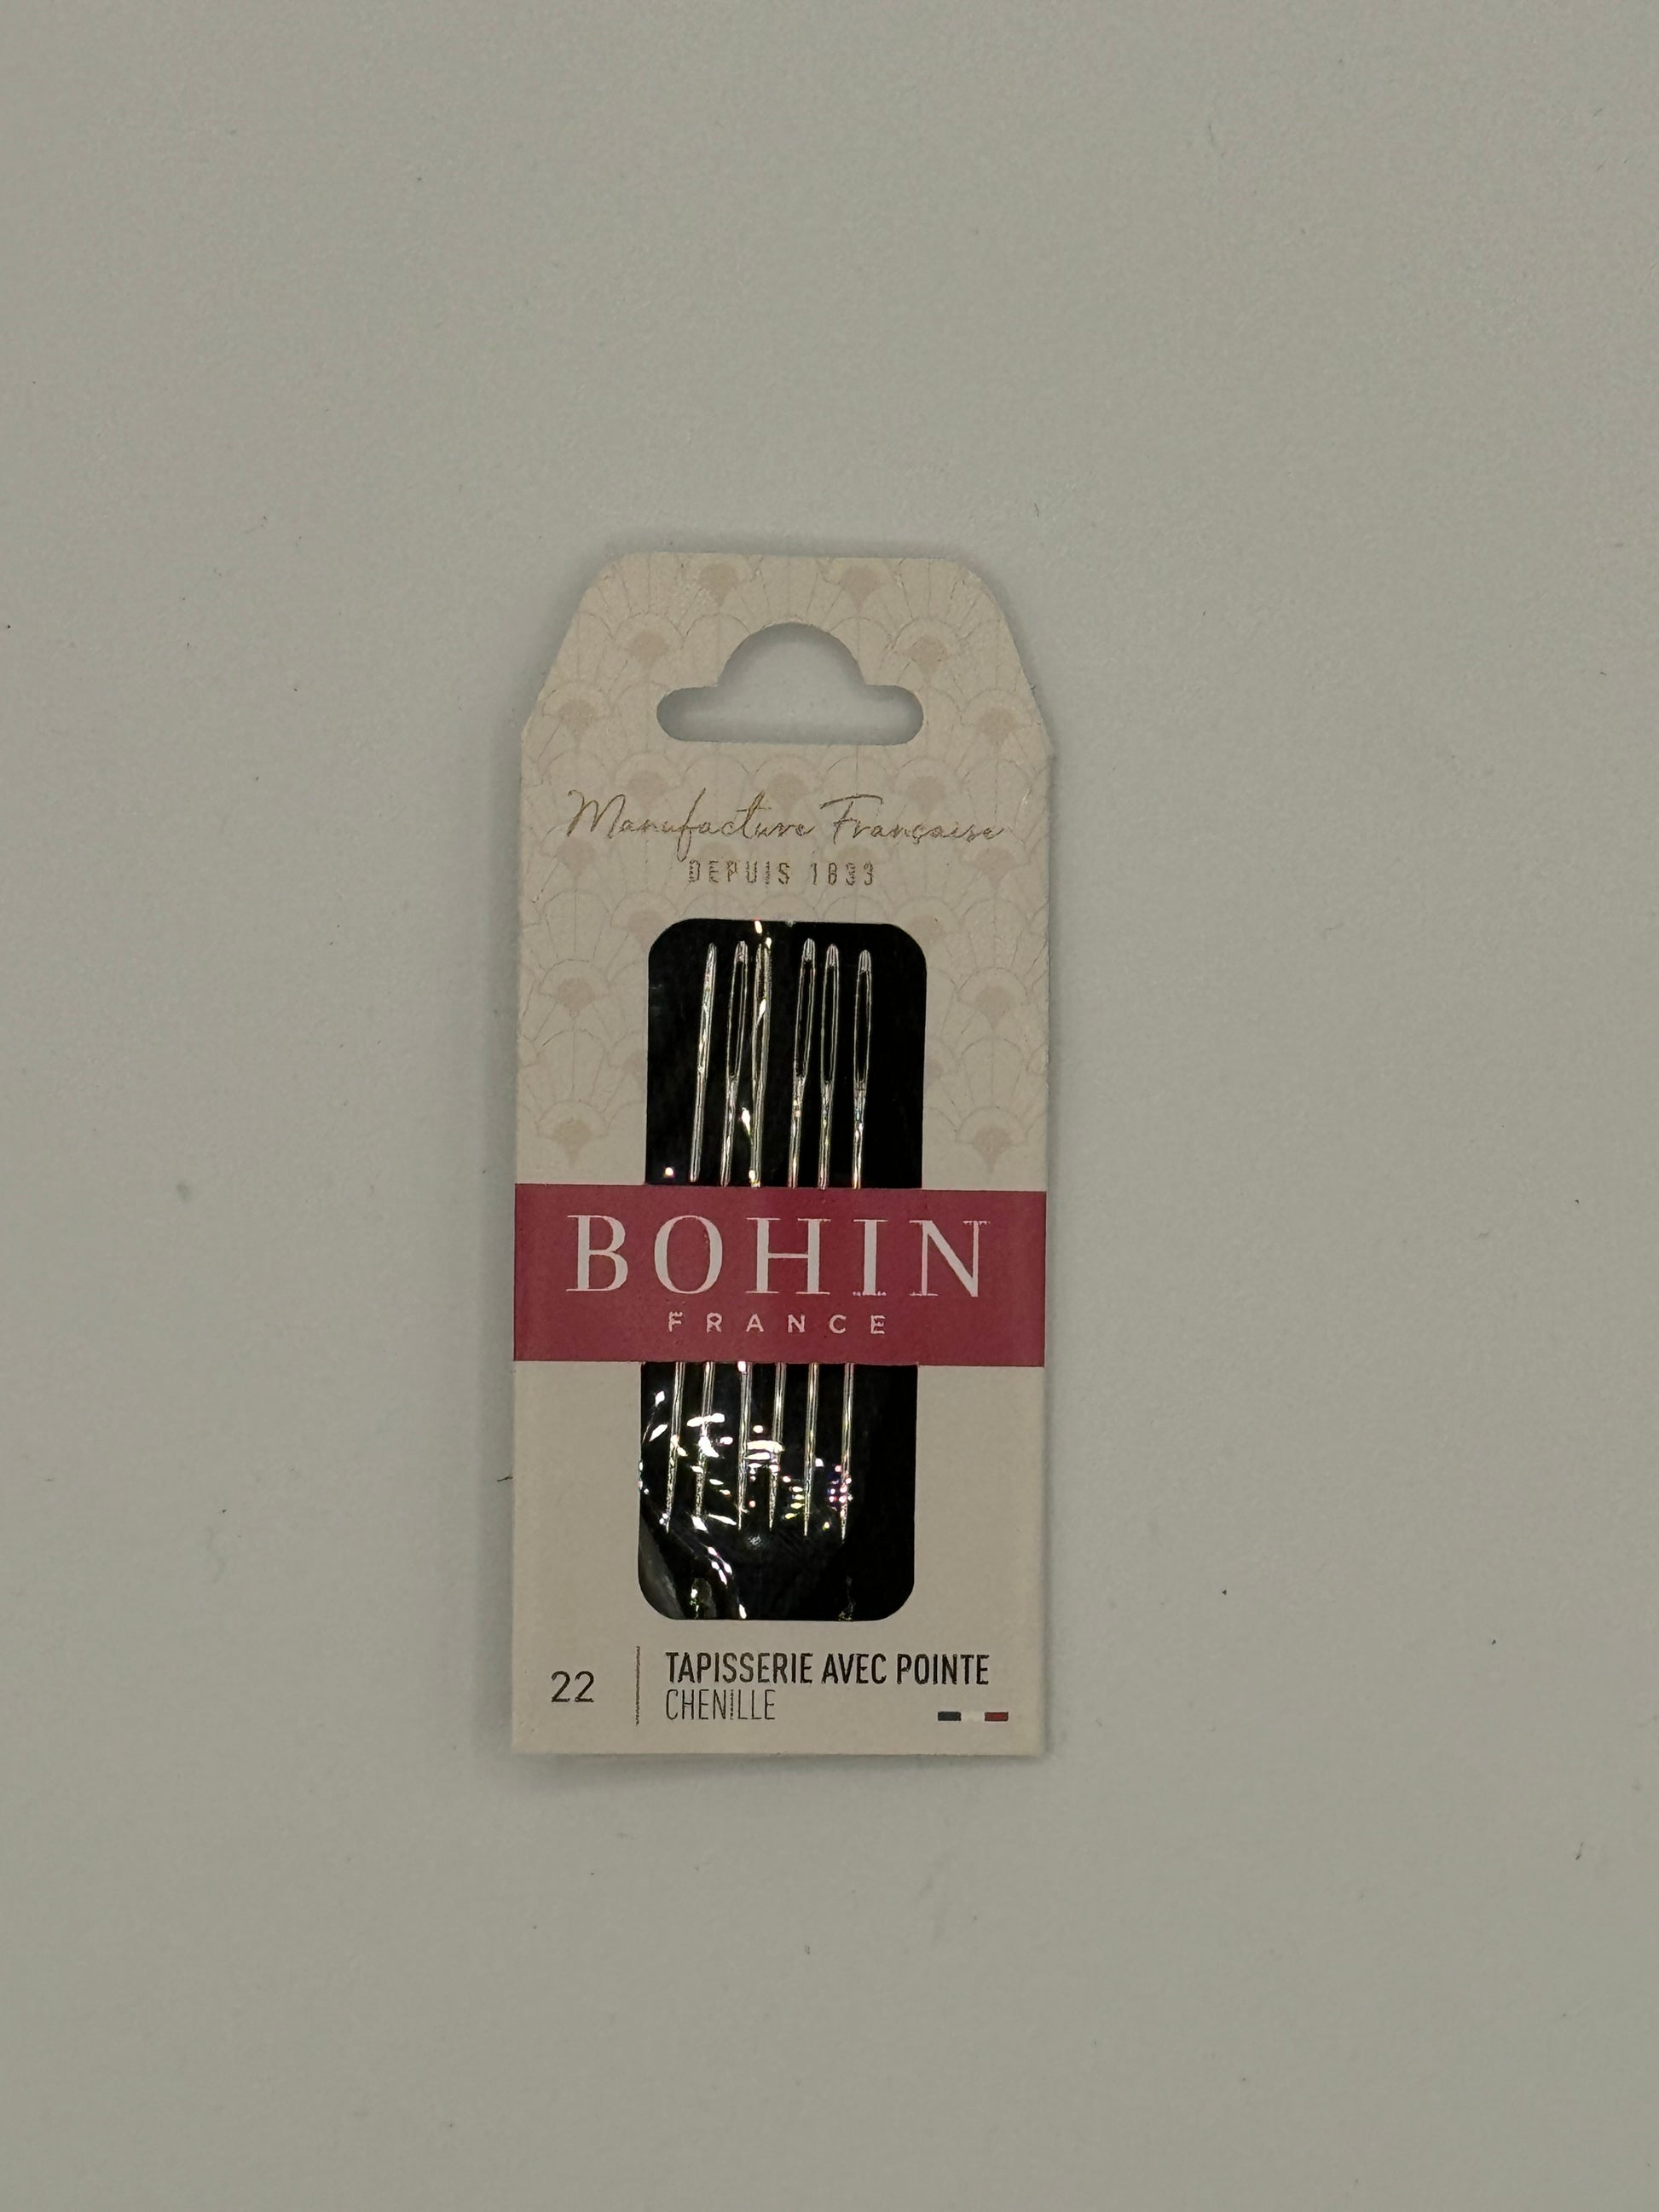 Manufacture Française
DEPUIS 1833
BOHIN
FRANCE
22
TAPISSERIE AVEC POINTE
CHENILLE